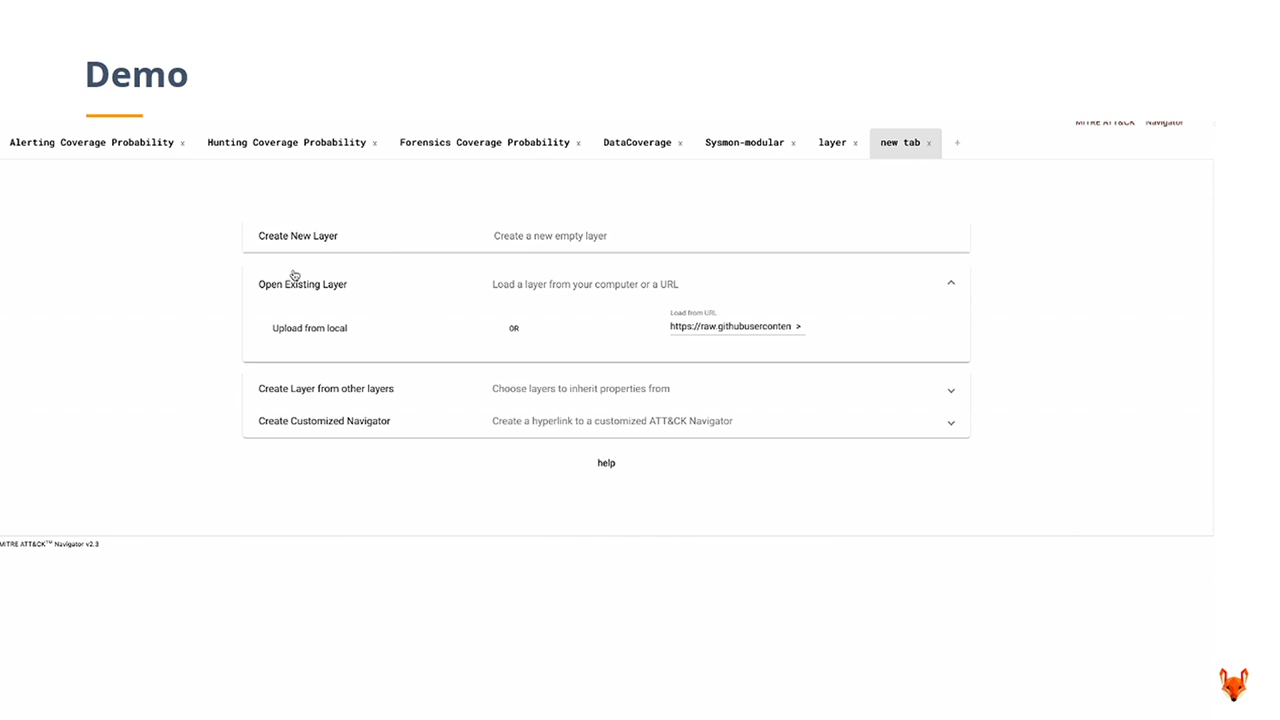 Demo
MITRE ATT&CK Navigator
Alerting Coverage Probability x Hunting Coverage Probability x Forensics Coverage Probability x DataCoverage x Sysmon-modular x layer x new tab x +
Create New Layer Create a new empty layer
Open Existing Layer Load a layer from your computer or a URL
Load from URL
Upload from local OR https://raw.githubuserconten >
Create Layer from other layers Choose layers to inherit properties from
Create Customized Navigator Create a hyperlink to a customized ATT&CK Navigator
help
MITRE ATT&CK™ Navigator v2.3